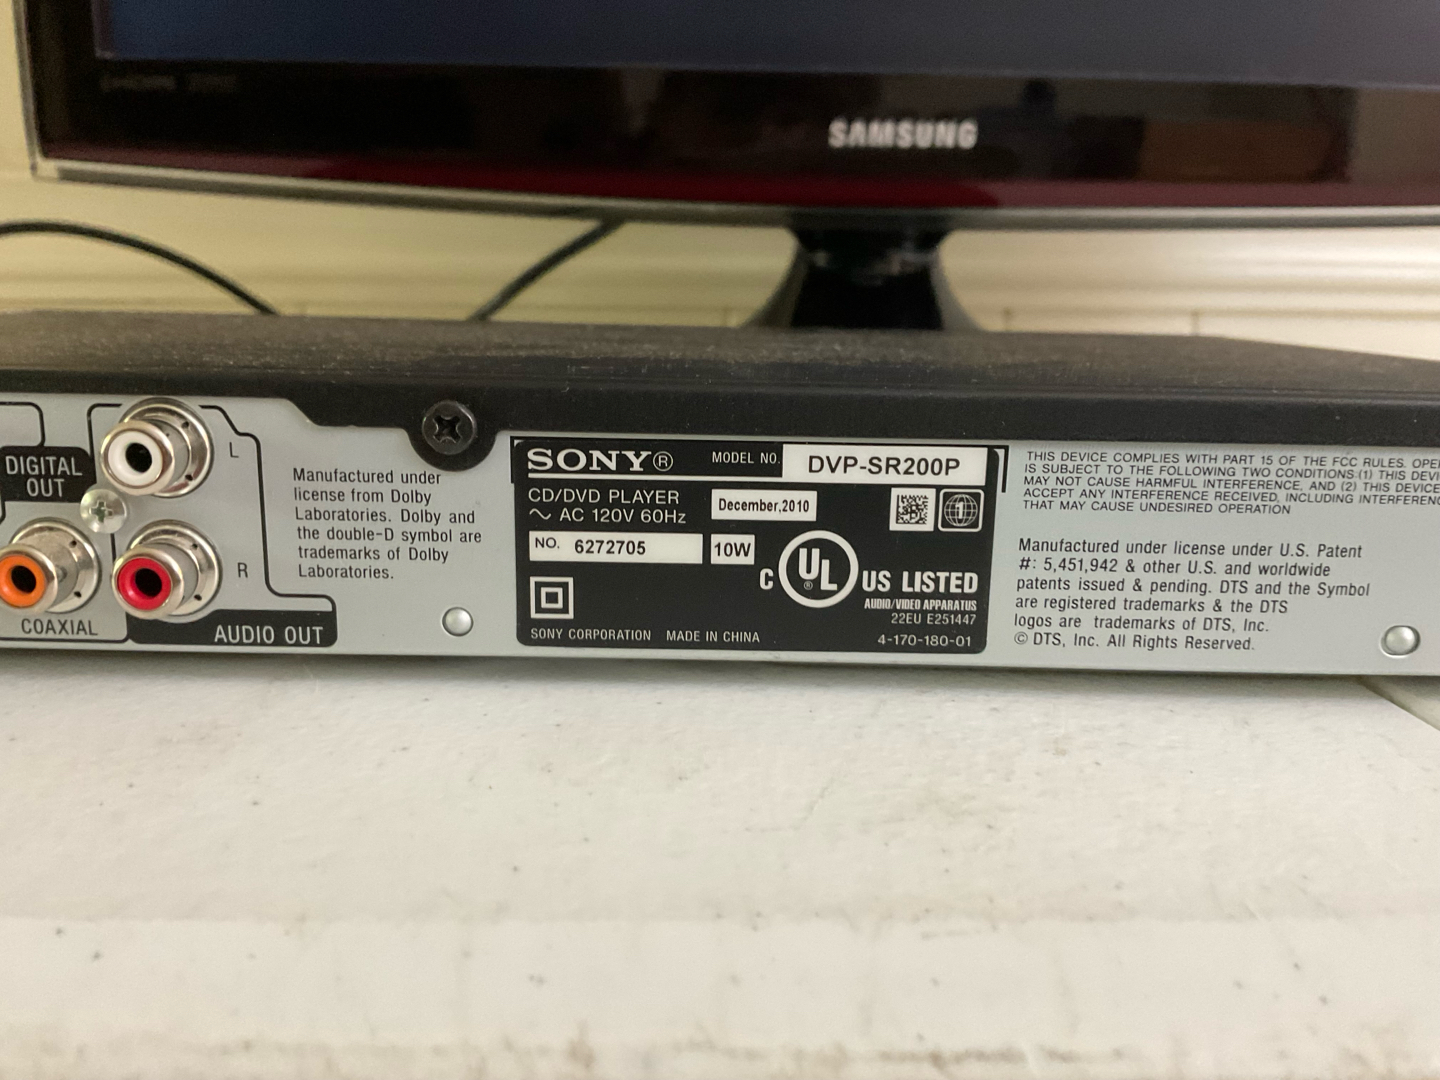 SAMSUNG
DIGITAL
OUT
COAXIAL
L
R
AUDIO OUT
Manufactured under
license from Dolby
Laboratories. Dolby and
the double-D symbol are
trademarks of Dolby
Laboratories.
SONY® MODEL NO. DVP-SR200P
CD/DVD PLAYER December,2010
~ AC 120V 60Hz
1
NO. 6272705 10W
C UL ® US LISTED
AUDIO/VIDEO APPARATUS
22EU E251447
SONY CORPORATION MADE IN CHINA 4-170-180-01
THIS DEVICE COMPLIES WITH PART 15 OF THE FCC RULES.
IS SUBJECT TO THE FOLLOWING TWO CONDITIONS.(1) THIS
MAY NOT CAUSE HARMFUL INTERFERENCE, AND (2) THIS DEVICE
ACCEPT ANY INTERFERENCE RECEIVED, INCLUDING
THAT MAY CAUSE UNDESIRED OPERATION
Manufactured under license under U.S. Patent
#: 5,451,942 & other U.S. and worldwide
patents issued & pending. DTS and the Symbol
are registered trademarks & the DTS
logos are trademarks of DTS, Inc.
© DTS, Inc. All Rights Reserved.